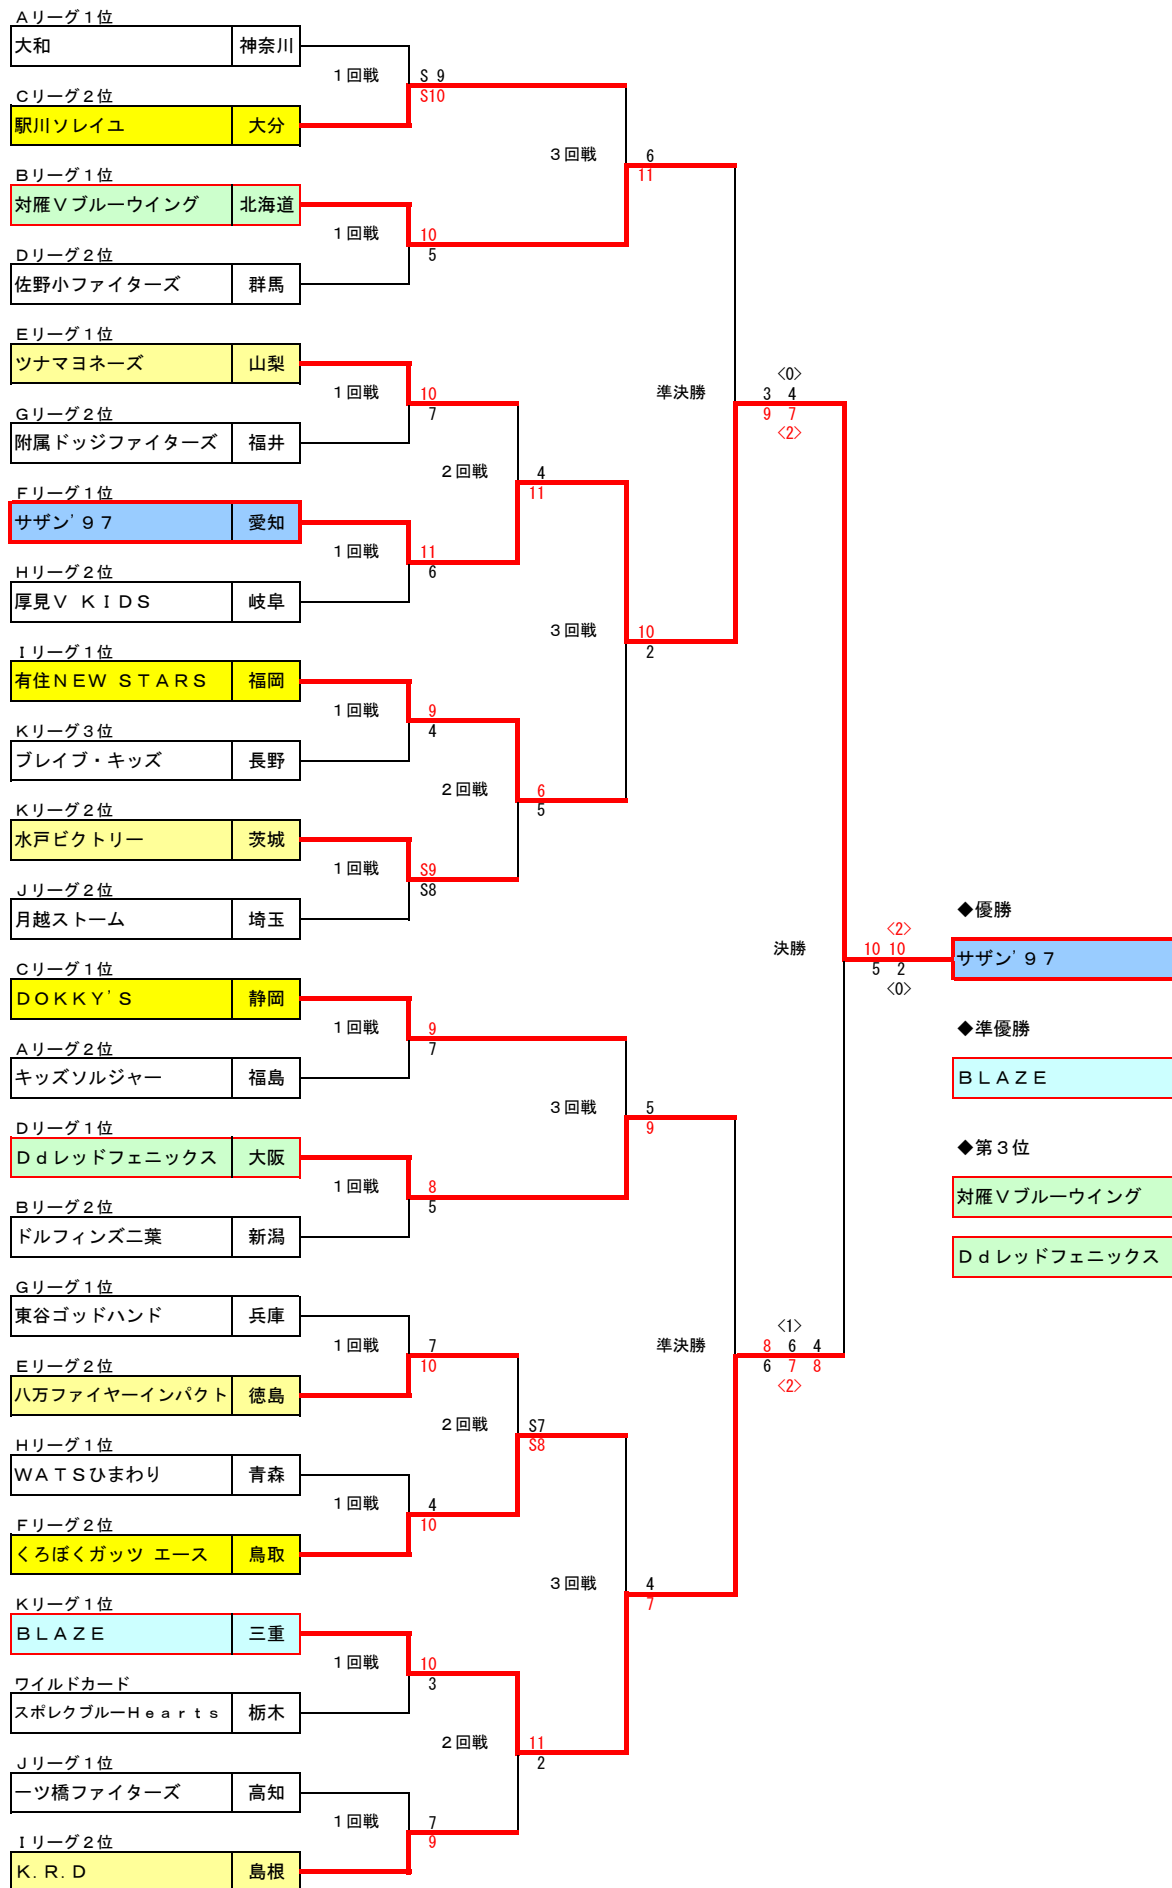 Ａリーグ１位
大和 神奈川
１回戦 S 9
S10
Ｃリーグ２位
駅川ソレイユ 大分
３回戦 6
11
Ｂリーグ１位
対雁Ｖブルーウイング 北海道
１回戦 10
5
Ｄリーグ２位
佐野小ファイターズ 群馬
Ｅリーグ１位
ツナマヨネーズ 山梨
１回戦 10
7
準決勝 <0>
3 4
9 7
<2>
Ｇリーグ２位
附属ドッジファイターズ 福井
２回戦 4
11
Ｆリーグ１位
サザン’９７ 愛知
１回戦 11
6
Ｈリーグ２位
厚見Ｖ ＫＩＤＳ 岐阜
３回戦 10
2
Ｉリーグ１位
有住ＮＥＷ ＳＴＡＲＳ 福岡
１回戦 9
4
Ｋリーグ３位
ブレイブ・キッズ 長野
２回戦 6
5
Ｋリーグ２位
水戸ビクトリー 茨城
１回戦 S9
S8
Ｊリーグ２位
月越ストーム 埼玉
決勝 <2>
10 10
5 2
<0>
◆優勝
サザン’９７
◆準優勝
ＢＬＡＺＥ
◆第３位
対雁Ｖブルーウイング
Ｄｄレッドフェニックス
Ｃリーグ１位
ＤＯＫＫＹ’Ｓ 静岡
１回戦 9
7
Ａリーグ２位
キッズソルジャー 福島
３回戦 5
9
Ｄリーグ１位
Ｄｄレッドフェニックス 大阪
１回戦 8
5
Ｂリーグ２位
ドルフィンズ二葉 新潟
Ｇリーグ１位
東谷ゴッドハンド 兵庫
１回戦 7
10
準決勝 <1>
8 6 4
6 7 8
<2>
Ｅリーグ２位
八万ファイヤーインパクト 徳島
２回戦 S7
S8
Ｈリーグ１位
ＷＡＴＳひまわり 青森
１回戦 4
10
Ｆリーグ２位
くろぼくガッツ エース 鳥取
３回戦 4
7
Ｋリーグ１位
ＢＬＡＺＥ 三重
１回戦 10
3
ワイルドカード
スポレクブルーＨｅａｒｔｓ 栃木
２回戦 11
2
Ｊリーグ１位
一ツ橋ファイターズ 高知
１回戦 7
9
Ｉリーグ２位
Ｋ．Ｒ．Ｄ 島根